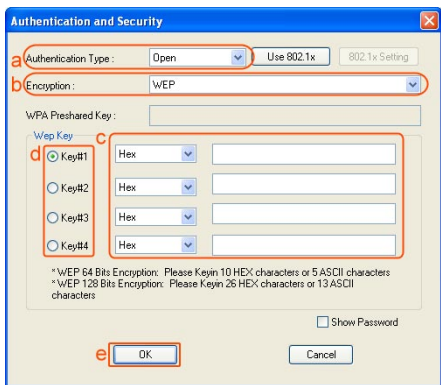 Authentication and Security
a Authentication Type : Open Use 802.1x 802.1x Setting
b Encryption : WEP
WPA Preshared Key :
Wep Key
c
d Key#1 Hex
Key#2 Hex
Key#3 Hex
Key#4 Hex
* WEP 64 Bits Encryption: Please Keyin 10 HEX characters or 5 ASCII characters
* WEP 128 Bits Encryption: Please Keyin 26 HEX characters or 13 ASCII
characters
Show Password
e OK Cancel